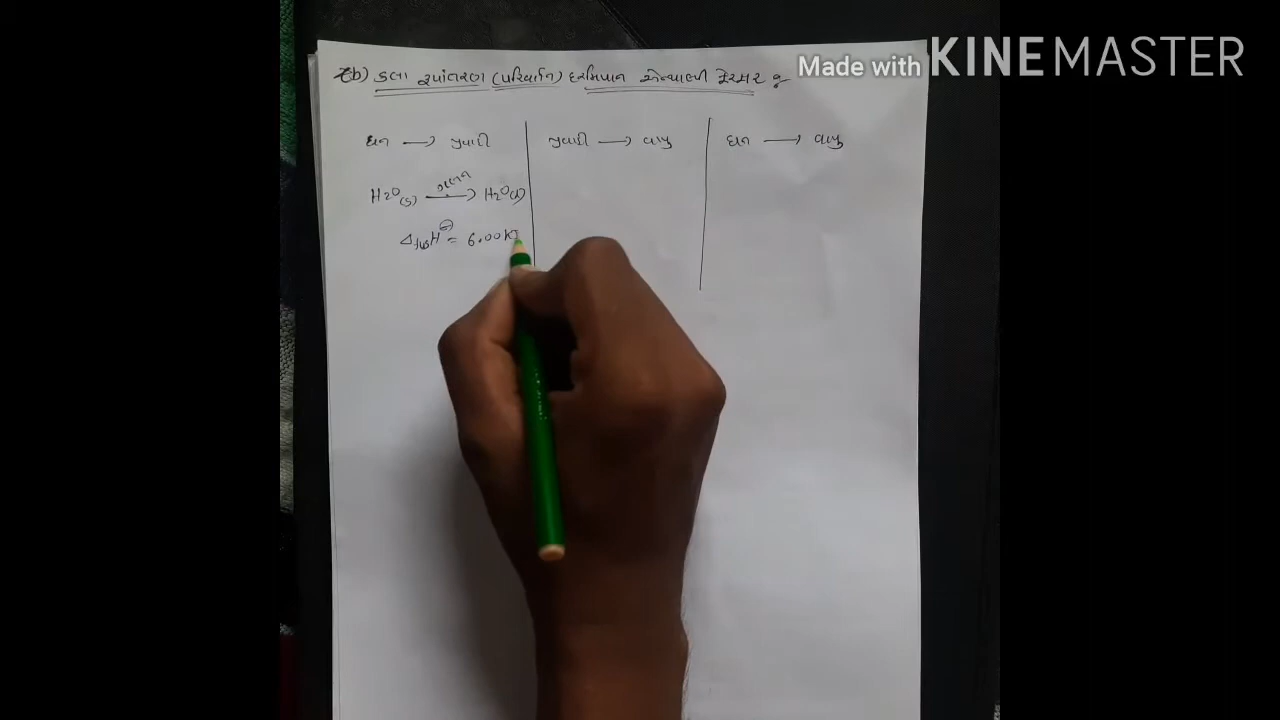 Made with KINEMASTER
(b) કલા રૂપાંતરણ (પરિવર્તન) દરમિયાન એન્થાલ્પી ફેરફાર :
ઘન → પ્રવાહી
પ્રવાહી → વાયુ
ઘન → વાયુ
H2O(s) ગલન → H2O(l)
ΔfusH⊖ = 6.00 KJ